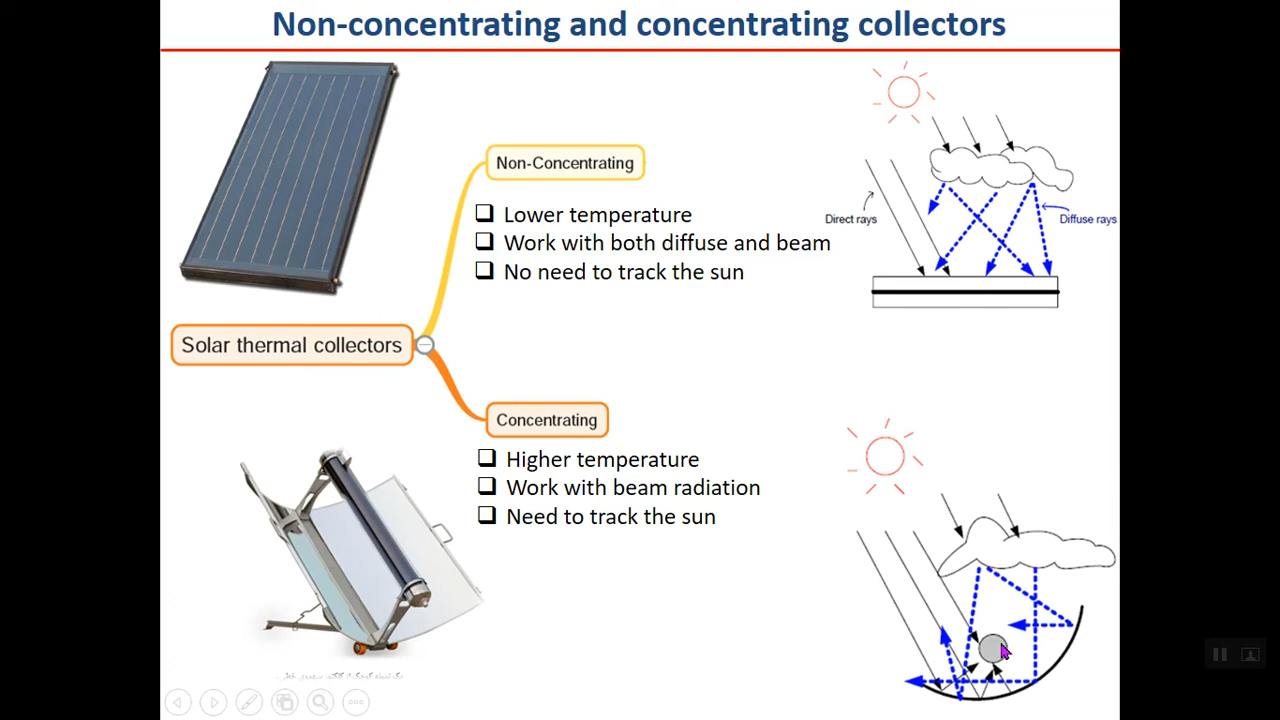 Non-concentrating and concentrating collectors
Non-Concentrating
Lower temperature
Work with both diffuse and beam
No need to track the sun
Direct rays
Diffuse rays
Solar thermal collectors
Concentrating
Higher temperature
Work with beam radiation
Need to track the sun